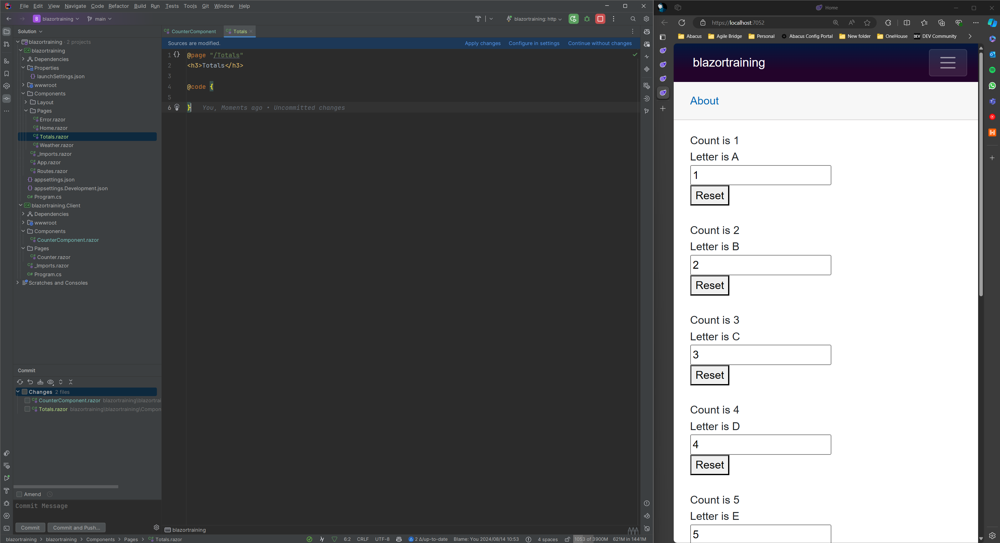 File Edit View Navigate Code Refactor Build Run Tests Tools Git Window Help
B blazortraining main
blazortraining: http
Solution
CounterComponent
Totals
Sources are modified.
Apply changes
Configure in settings
Continue without changes
blazortraining · 2 projects
blazortraining
Dependencies
Properties
launchSettings.json
wwwroot
Components
Layout
Pages
Error.razor
Home.razor
Totals.razor
Weather.razor
_Imports.razor
App.razor
Routes.razor
appsettings.json
appsettings.Development.json
Program.cs
blazortraining.Client
Dependencies
wwwroot
Components
CounterComponent.razor
Pages
Counter.razor
_Imports.razor
Program.cs
Scratches and Consoles
1 {} @page "/Totals"
2 <h3>Totals</h3>
3
4 @code {
5
6 } You, Moments ago • Uncommitted changes
Commit
Changes 2 files
CounterComponent.razor blazortraining\blazortrai
Totals.razor blazortraining\blazortraining\Compon
Amend
Commit Message
Commit
Commit and Push...
blazortraining
blazortraining > blazortraining > Components > Pages > Totals.razor
6:2 CRLF UTF-8 2 Δ/up-to-date Blame: You 2024/08/14 10:53 4 spaces 1053 of 3900M 621M in 1441M
Home
https://localhost:7052
Abacus
Agile Bridge
Personal
Abacus Config Portal
New folder
OneHouse
DEV DEV Community
blazortraining
About
Count is 1
Letter is A
1
Reset
Count is 2
Letter is B
2
Reset
Count is 3
Letter is C
3
Reset
Count is 4
Letter is D
4
Reset
Count is 5
Letter is E
5